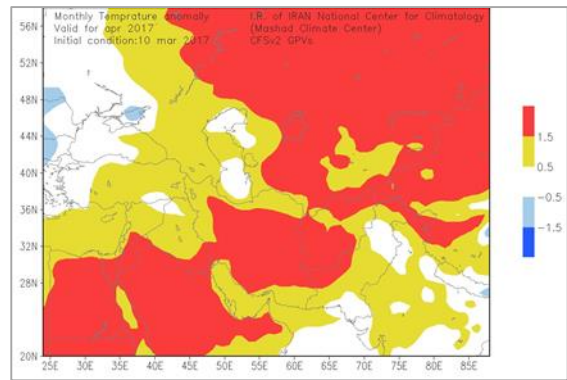 Monthly Temprature anomaly I.R. of IRAN National Center for Climatology
Valid for apr 2017 (Mashad Climate Center)
Initial condition:10 mar 2017 CFSv2 GPVs
56N
52N
48N
44N
40N
36N
32N
28N
20N
25E 30E 35E 40E 45E 50E 55E 60E 65E 70E 75E 80E 85E
1.5
0.5
-0.5
-1.5